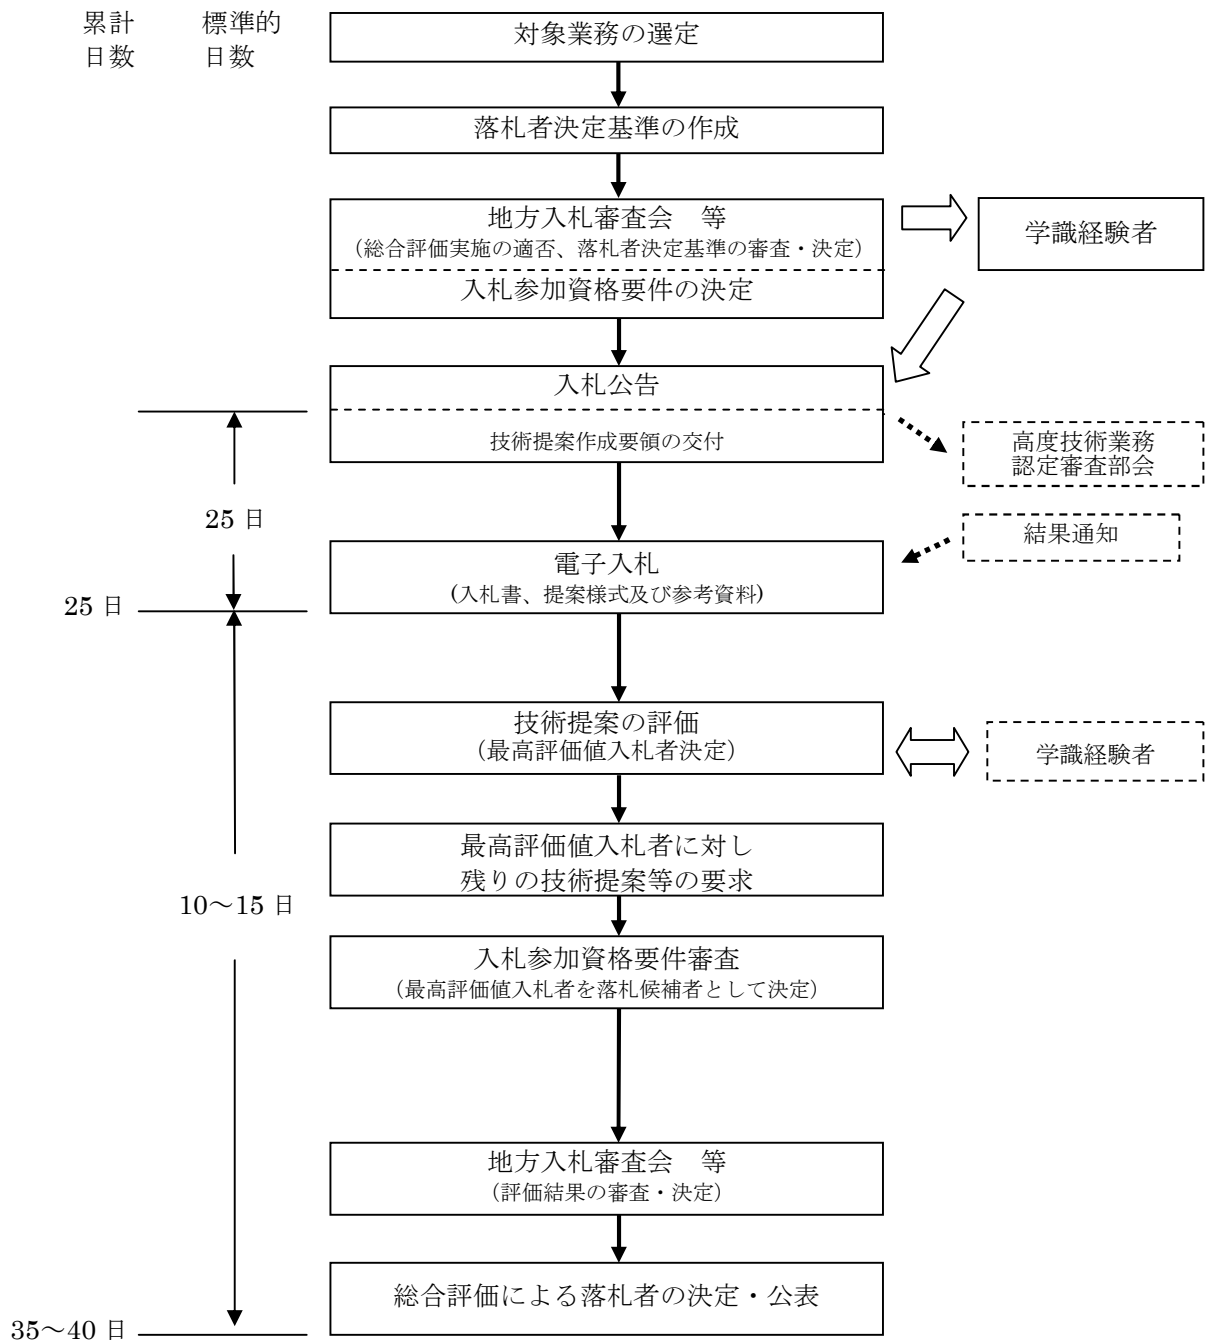 累計 標準的
日数 日数
対象業務の選定
落札者決定基準の作成
地方入札審査会　等
（総合評価実施の適否、落札者決定基準の審査・決定）
入札参加資格要件の決定
学識経験者
入札公告
技術提案作成要領の交付
高度技術業務
認定審査部会
25 日
結果通知
電子入札
(入札書、提案様式及び参考資料)
25 日
技術提案の評価
（最高評価値入札者決定）
学識経験者
最高評価値入札者に対し
残りの技術提案等の要求
10～15 日
入札参加資格要件審査
（最高評価値入札者を落札候補者として決定）
地方入札審査会　等
（評価結果の審査・決定）
総合評価による落札者の決定・公表
35～40 日